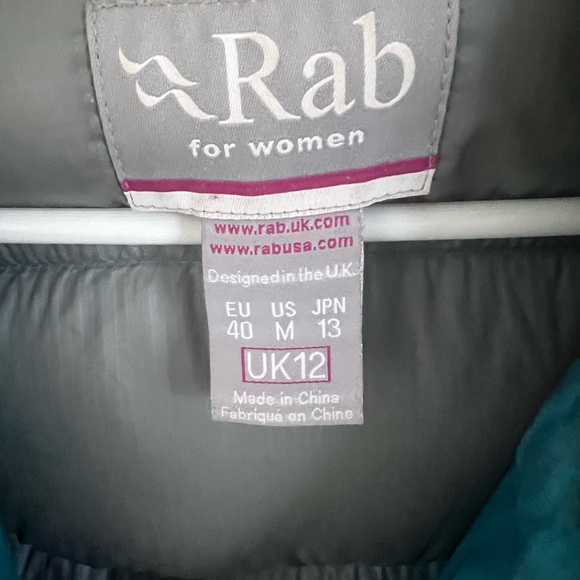 Rab
for women
www.rab.uk.com
www.rabusa.com
Designed in the U.K.
EU US JPN
40 M 13
UK12
Made in China
Fabriqué en Chine